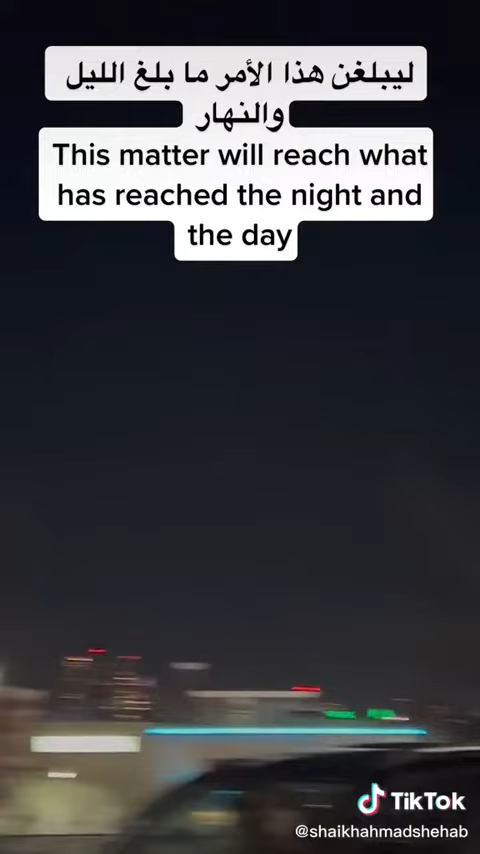 ليبلغن هذا الأمر ما بلغ الليل
والنهار
This matter will reach what
has reached the night and
the day
TikTok
@shaikhahmadshehab